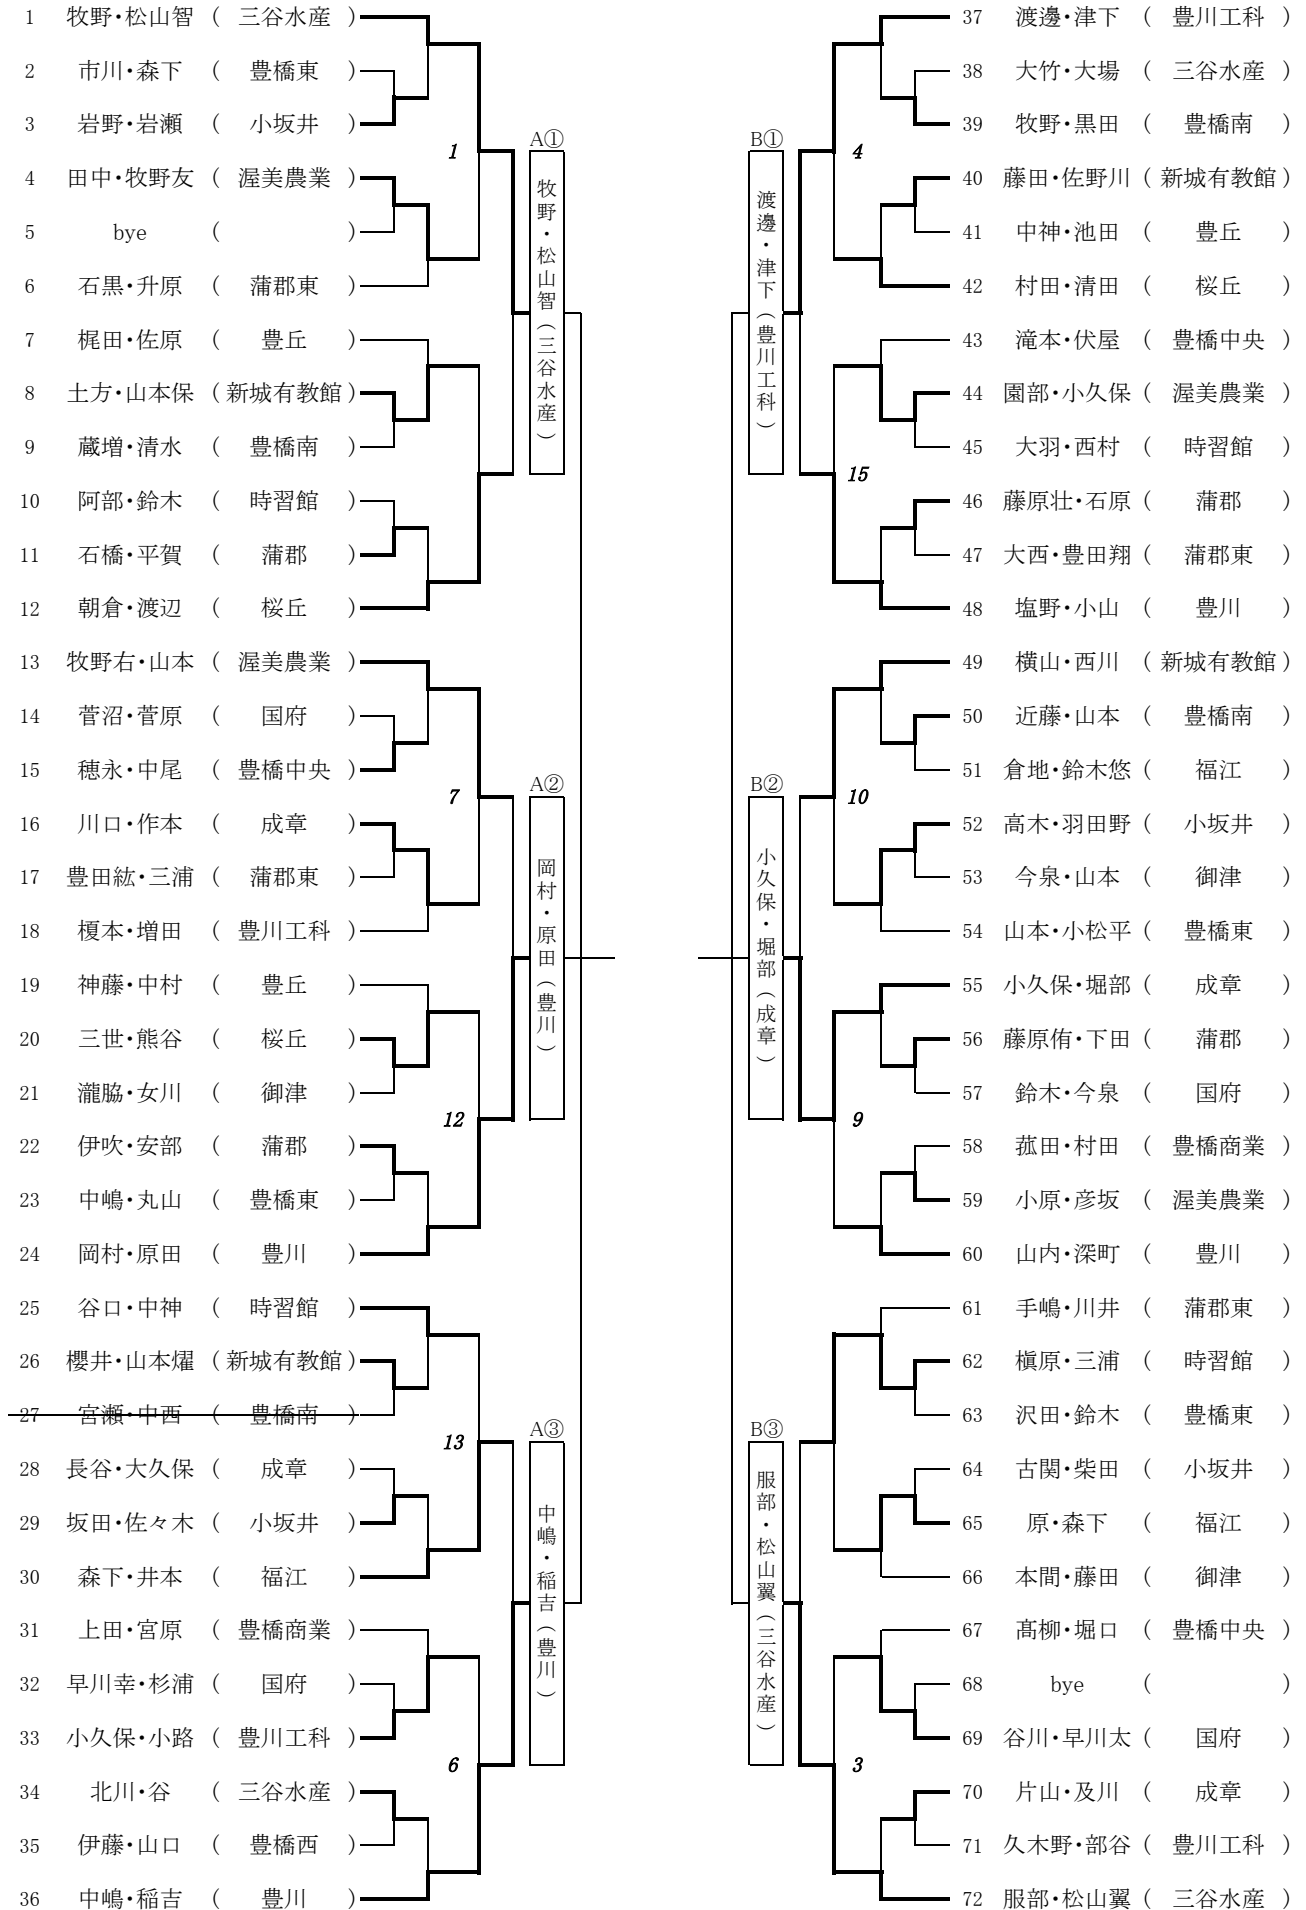 1 牧野・松山智 ( 三谷水産 )
2 市川・森下 ( 豊橋東 )
3 岩野・岩瀬 ( 小坂井 )
4 田中・牧野友 ( 渥美農業 )
5 bye ( )
6 石黒・升原 ( 蒲郡東 )
7 梶田・佐原 ( 豊丘 )
8 土方・山本保 ( 新城有教館 )
9 蔵増・清水 ( 豊橋南 )
10 阿部・鈴木 ( 時習館 )
11 石橋・平賀 ( 蒲郡 )
12 朝倉・渡辺 ( 桜丘 )
13 牧野右・山本 ( 渥美農業 )
14 菅沼・菅原 ( 国府 )
15 穂永・中尾 ( 豊橋中央 )
16 川口・作本 ( 成章 )
17 豊田紘・三浦 ( 蒲郡東 )
18 榎本・増田 ( 豊川工科 )
19 神藤・中村 ( 豊丘 )
20 三世・熊谷 ( 桜丘 )
21 瀧脇・女川 ( 御津 )
22 伊吹・安部 ( 蒲郡 )
23 中嶋・丸山 ( 豊橋東 )
24 岡村・原田 ( 豊川 )
25 谷口・中神 ( 時習館 )
26 櫻井・山本燿 ( 新城有教館 )
27 宮瀬・中西 ( 豊橋南 )
28 長谷・大久保 ( 成章 )
29 坂田・佐々木 ( 小坂井 )
30 森下・井本 ( 福江 )
31 上田・宮原 ( 豊橋商業 )
32 早川幸・杉浦 ( 国府 )
33 小久保・小路 ( 豊川工科 )
34 北川・谷 ( 三谷水産 )
35 伊藤・山口 ( 豊橋西 )
36 中嶋・稲吉 ( 豊川 )
1
7
12
13
6
A①
牧野・松山智(三谷水産)
A②
岡村・原田(豊川)
A③
中嶋・稲吉(豊川)
B①
渡邊・津下(豊川工科)
B②
小久保・堀部(成章)
B③
服部・松山翼(三谷水産)
4
15
10
9
3
37 渡邊・津下 ( 豊川工科 )
38 大竹・大場 ( 三谷水産 )
39 牧野・黒田 ( 豊橋南 )
40 藤田・佐野川 ( 新城有教館 )
41 中神・池田 ( 豊丘 )
42 村田・清田 ( 桜丘 )
43 滝本・伏屋 ( 豊橋中央 )
44 園部・小久保 ( 渥美農業 )
45 大羽・西村 ( 時習館 )
46 藤原壮・石原 ( 蒲郡 )
47 大西・豊田翔 ( 蒲郡東 )
48 塩野・小山 ( 豊川 )
49 横山・西川 ( 新城有教館 )
50 近藤・山本 ( 豊橋南 )
51 倉地・鈴木悠 ( 福江 )
52 高木・羽田野 ( 小坂井 )
53 今泉・山本 ( 御津 )
54 山本・小松平 ( 豊橋東 )
55 小久保・堀部 ( 成章 )
56 藤原侑・下田 ( 蒲郡 )
57 鈴木・今泉 ( 国府 )
58 菰田・村田 ( 豊橋商業 )
59 小原・彦坂 ( 渥美農業 )
60 山内・深町 ( 豊川 )
61 手嶋・川井 ( 蒲郡東 )
62 槇原・三浦 ( 時習館 )
63 沢田・鈴木 ( 豊橋東 )
64 古関・柴田 ( 小坂井 )
65 原・森下 ( 福江 )
66 本間・藤田 ( 御津 )
67 髙柳・堀口 ( 豊橋中央 )
68 bye ( )
69 谷川・早川太 ( 国府 )
70 片山・及川 ( 成章 )
71 久木野・部谷 ( 豊川工科 )
72 服部・松山翼 ( 三谷水産 )